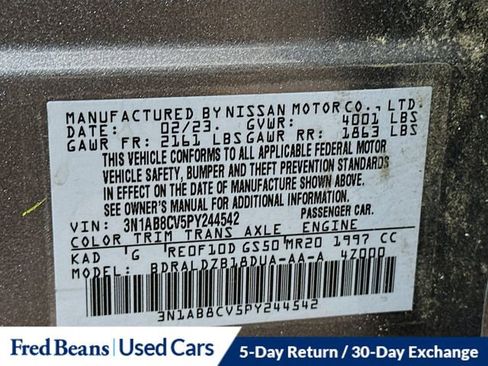 MANUFACTURED BY NISSAN MOTOR CO., LTD.
DATE: 02/23. GVWR: 4001 LBS
GAWR FR: 2161 LBS GAWR RR: 1863 LBS
THIS VEHICLE CONFORMS TO ALL APPLICABLE FEDERAL MOTOR
VEHICLE SAFETY, BUMPER AND THEFT PREVENTION STANDARDS
IN EFFECT ON THE DATE OF MANUFACTURE SHOWN ABOVE.
SEE OWNER'S MANUAL FOR ADDITIONAL INFORMATION.
VIN: 3N1AB8CV5PY244542 PASSENGER CAR.
COLOR TRIM TRANS AXLE ENGINE
KAD G RE0F10D GS50 MR20 1997 CC
MODEL: BDRALDZB18DUA-AA-A 4Z000
3N1AB8CV5PY244542
Fred Beans Used Cars 5-Day Return / 30-Day Exchange